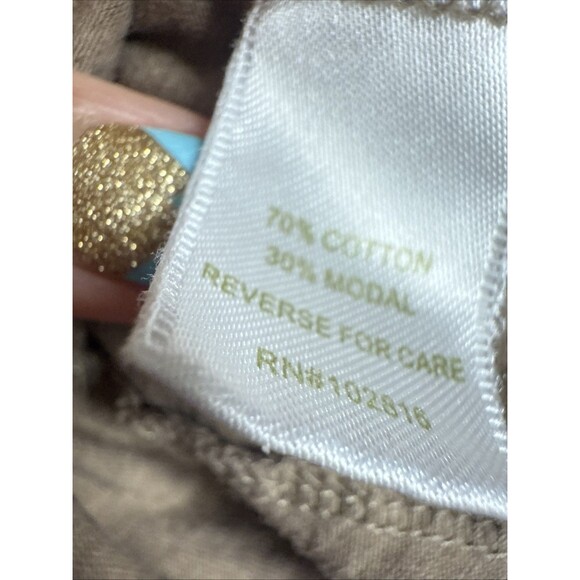 70% COTTON
30% MODAL
REVERSE FOR CARE
RN#102816